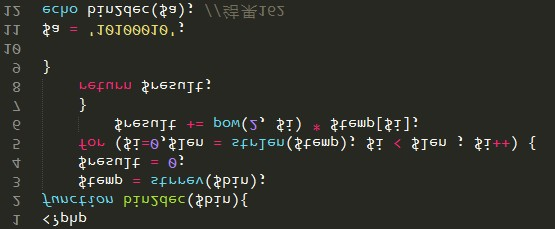 1 <?php
2 function bin2dec($bin){
3 $temp = strrev($bin);
4 $result = 0;
5 for ($i=0,$len = strlen($temp); $i < $len ; $i++) {
6 $result += pow(2, $i) * $temp[$i];
7 }
8 return $result;
9 }
10
11 $a = '10100010';
12 echo bin2dec($a); //结果162